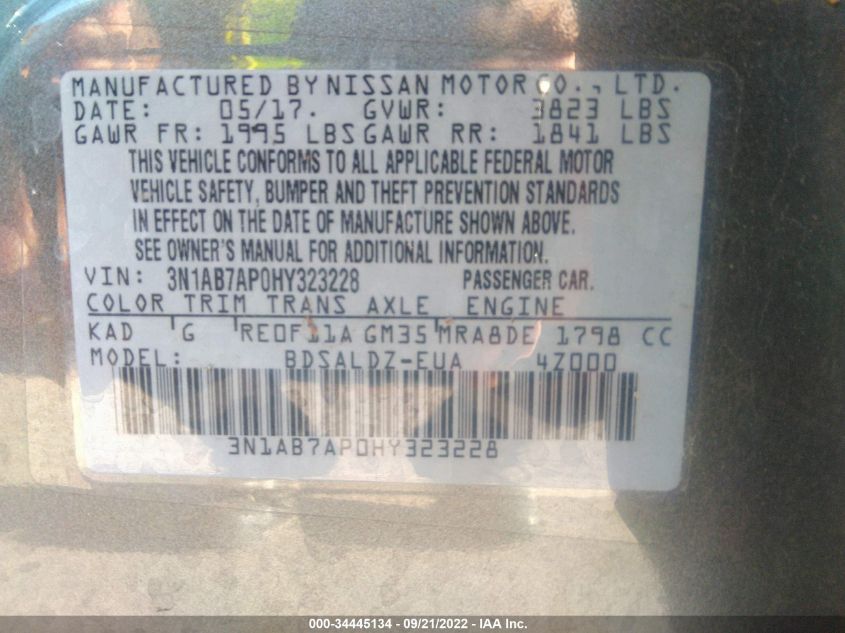 MANUFACTURED BY NISSAN MOTOR CO., LTD.
DATE: 05/17. GVWR: 3823 LBS
GAWR FR: 1995 LBS GAWR RR: 1841 LBS
THIS VEHICLE CONFORMS TO ALL APPLICABLE FEDERAL MOTOR
VEHICLE SAFETY, BUMPER AND THEFT PREVENTION STANDARDS
IN EFFECT ON THE DATE OF MANUFACTURE SHOWN ABOVE.
SEE OWNER'S MANUAL FOR ADDITIONAL INFORMATION.
VIN: 3N1AB7AP0HY323228 PASSENGER CAR.
COLOR TRIM TRANS AXLE ENGINE
KAD G RE0F11A GM35 MRA8DE 1798 CC
MODEL: BDSALDZ-EUA 4Z000
3N1AB7AP0HY323228
000-34445134 - 09/21/2022 - IAA Inc.